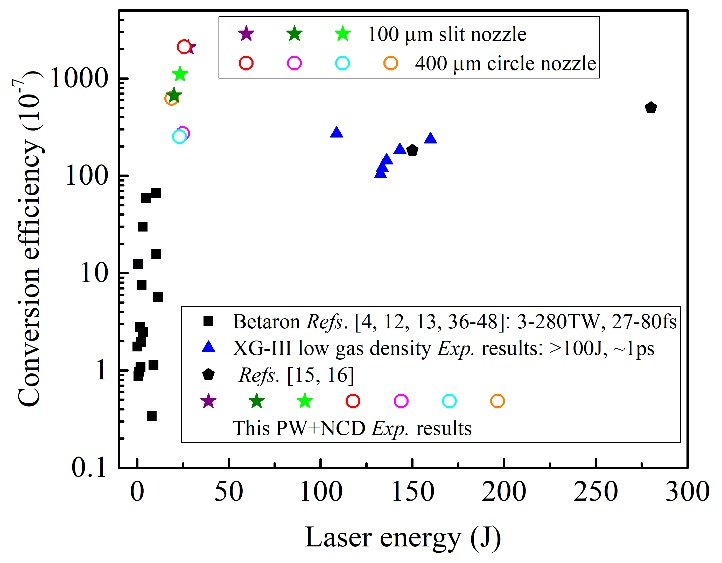 100 μm slit nozzle
400 μm circle nozzle
Conversion efficiency (10⁻⁷)
1000
100
10
1
0.1
Betaron Refs. [4, 12, 13, 36-48]: 3-280TW, 27-80fs
XG-III low gas density Exp. results: >100J, ~1ps
Refs. [15, 16]
This PW+NCD Exp. results
0 50 100 150 200 250 300
Laser energy (J)